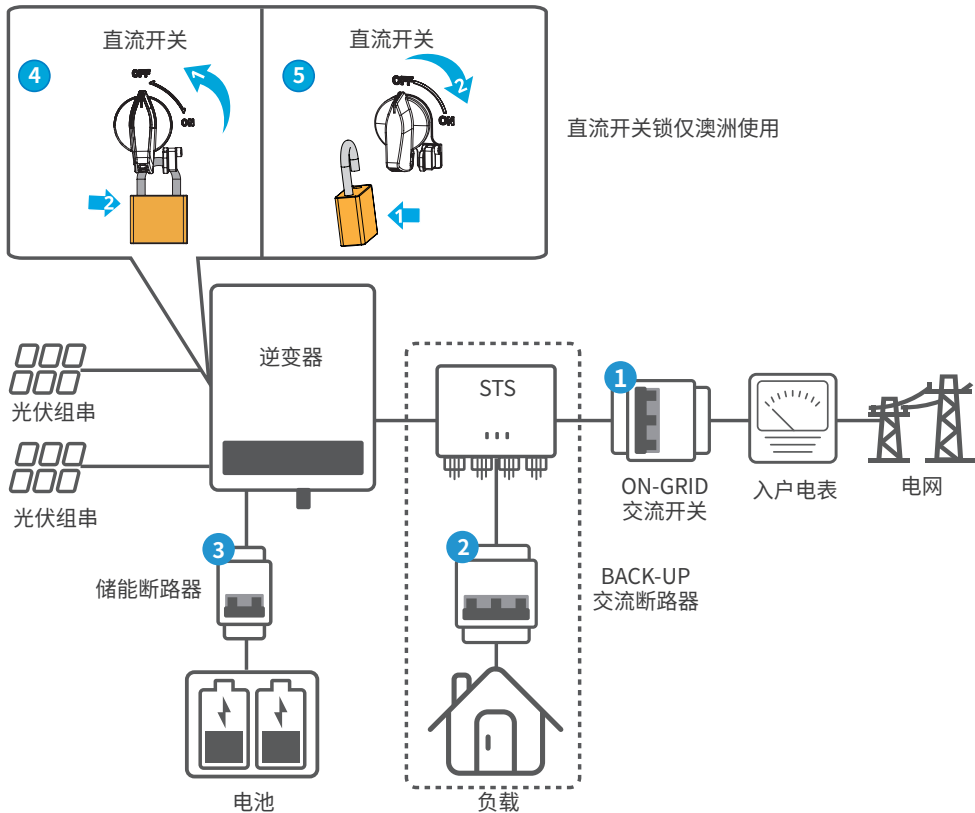 直流开关
直流开关
4
OFF
1
ON
2
5
OFF
2
ON
1
直流开关锁仅澳洲使用
逆变器
光伏组串
光伏组串
STS
1
ON-GRID
交流开关
入户电表
电网
3
储能断路器
2
BACK-UP
交流断路器
电池
负载